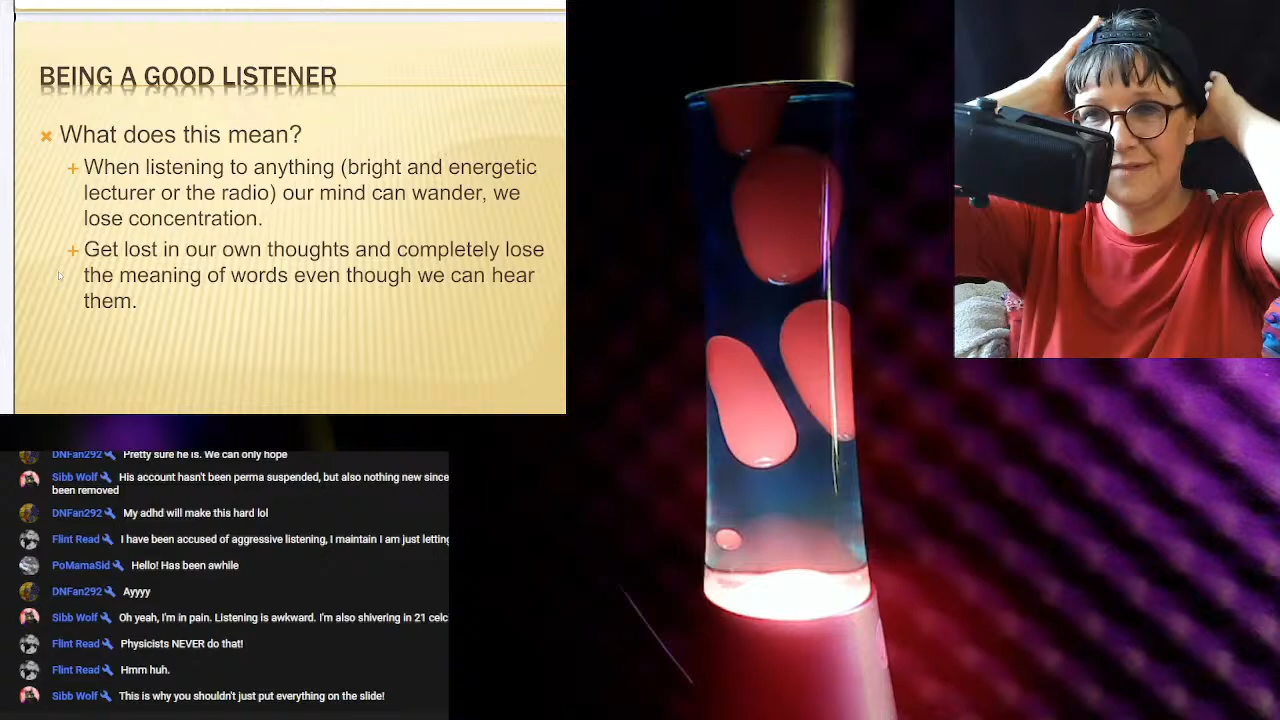 BEING A GOOD LISTENER
What does this mean?
When listening to anything (bright and energetic
lecturer or the radio) our mind can wander, we
lose concentration.
Get lost in our own thoughts and completely lose
the meaning of words even though we can hear
them.
DNFan292 Pretty sure he is. We can only hope
Sibb Wolf His account hasn't been perma suspended, but also nothing new since
been removed
DNFan292 My adhd will make this hard lol
Flint Read I have been accused of aggressive listening, I maintain I am just letting
PoMamaSid Hello! Has been awhile
DNFan292 Ayyyy
Sibb Wolf Oh yeah, I'm in pain. Listening is awkward. I'm also shivering in 21 celc
Flint Read Physicists NEVER do that!
Flint Read Hmm huh.
Sibb Wolf This is why you shouldn't just put everything on the slide!